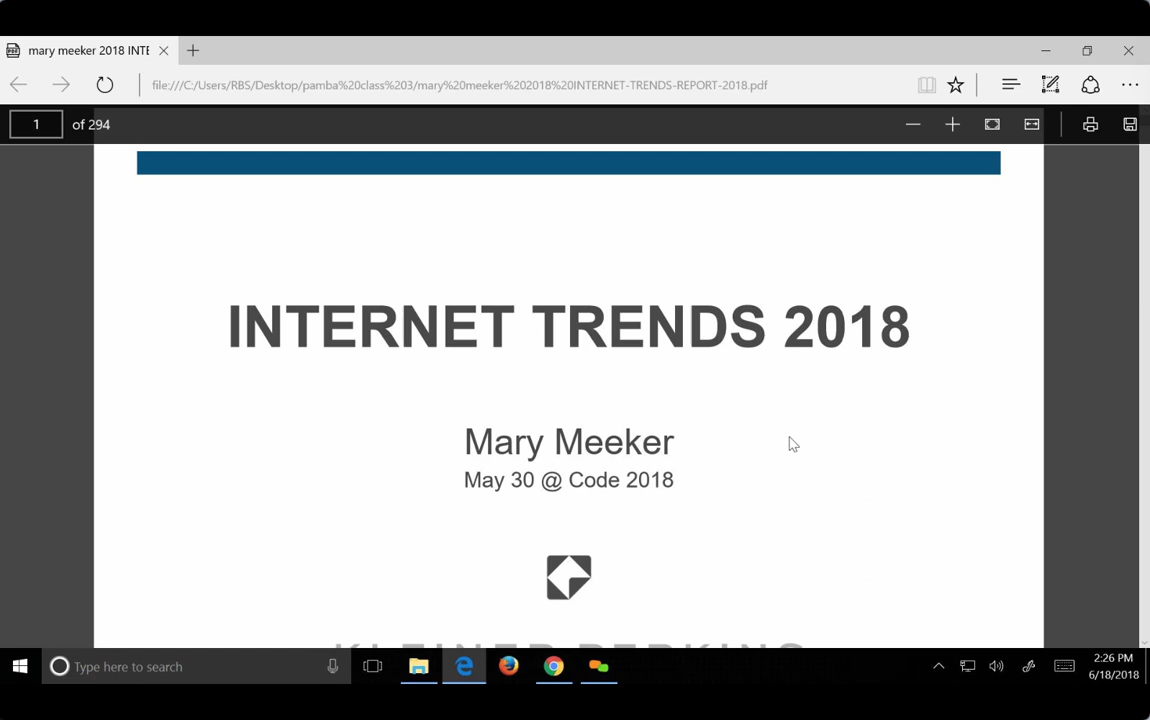 mary meeker 2018 INTE
file:///C:/Users/RBS/Desktop/pamba%20class%203/mary%20meeker%202018%20INTERNET-TRENDS-REPORT-2018.pdf
1 of 294
INTERNET TRENDS 2018
Mary Meeker
May 30 @ Code 2018
KLEINER PERKINS
Type here to search
2:26 PM
6/18/2018